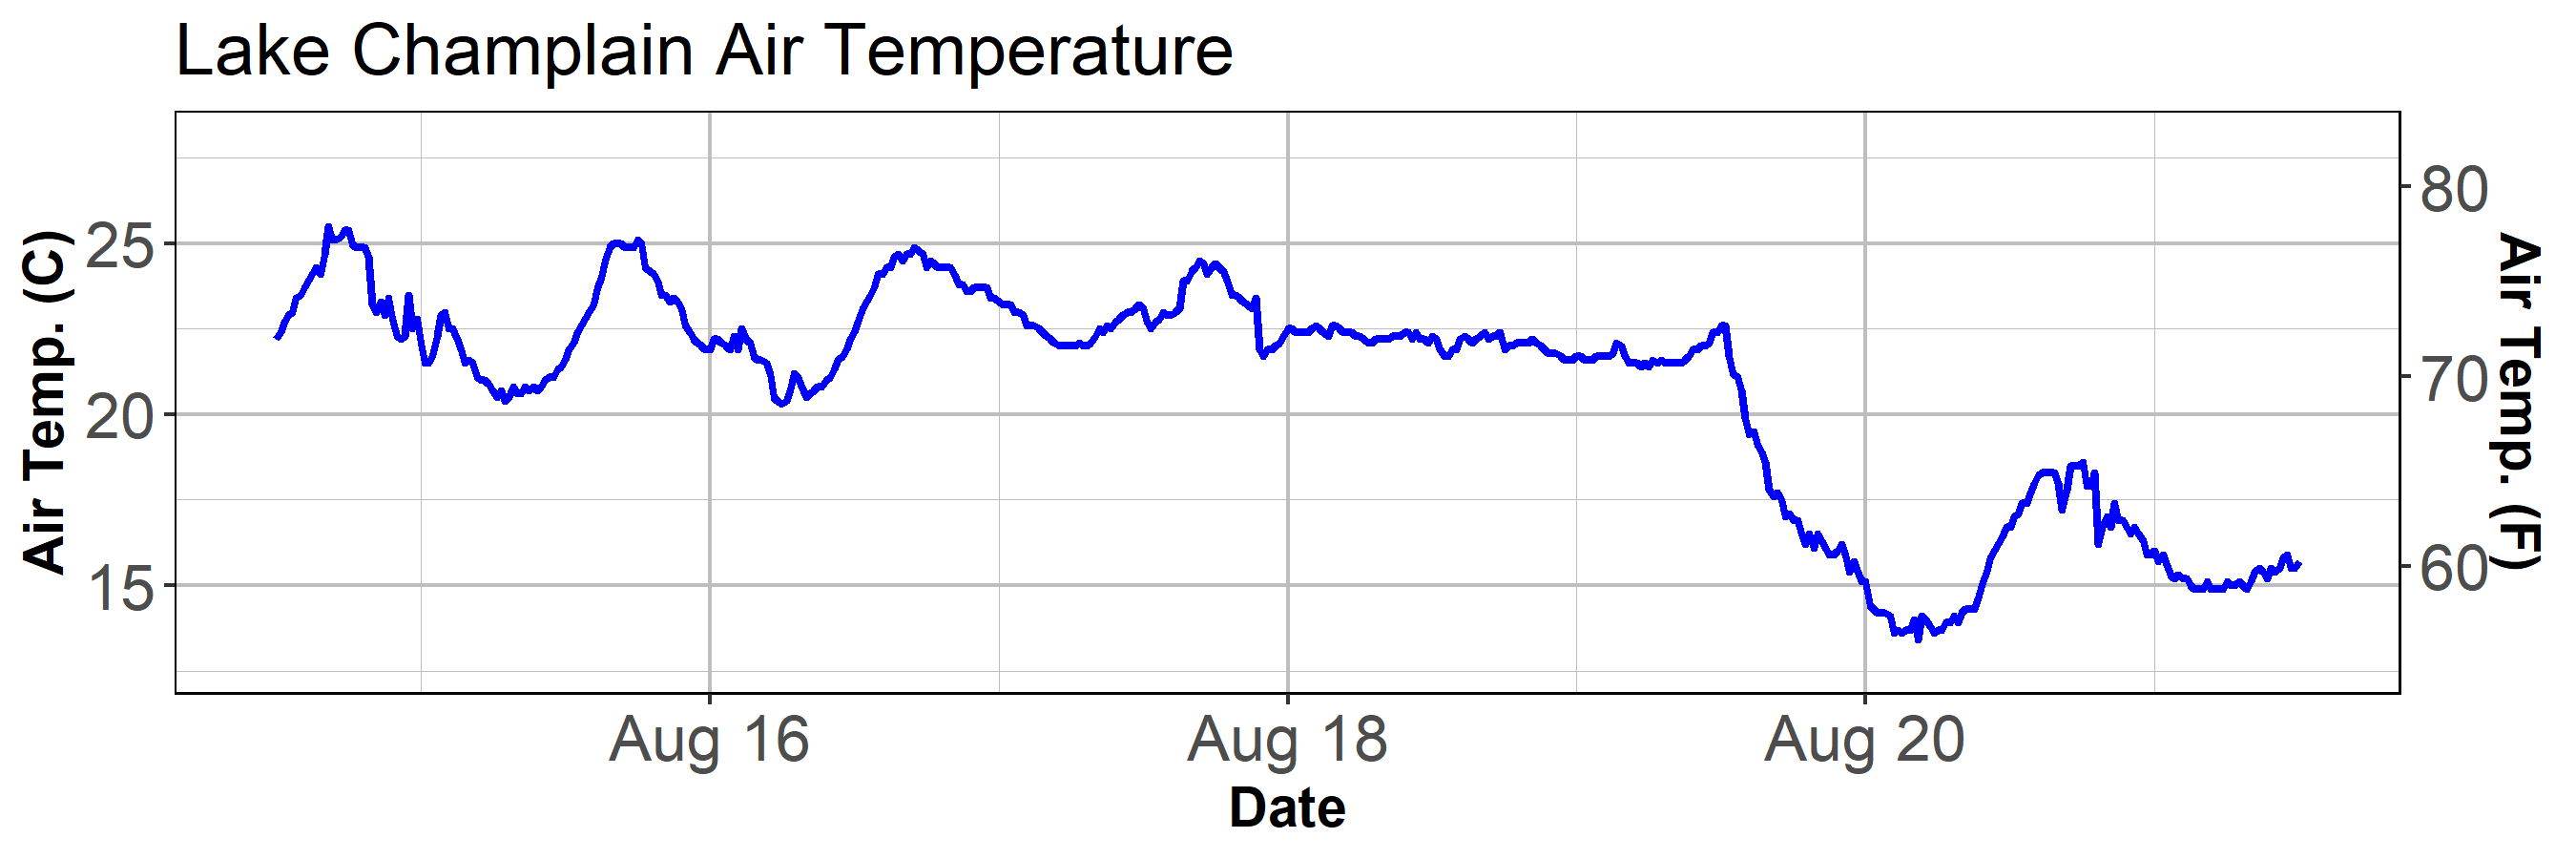 Lake Champlain Air Temperature
Air Temp. (C)
25
20
15
80
70
60
Air Temp. (F)
Aug 16
Aug 18
Aug 20
Date